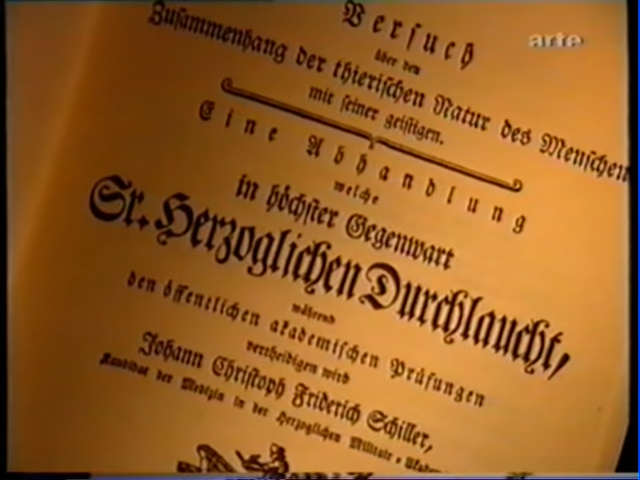 arte
Versuch
über den
Zusammenhang der thierischen Natur des Menschen
mit seiner geistigen.
Eine Abhandlung
welche
in höchster Gegenwart
Sr. Herzoglichen Durchlaucht,
während
den öffentlichen akademischen Prüfungen
vertheidigen wird
Johann Christoph Friderich Schiller,
Kandidat der Medizin in der Herzoglichen Militair-Akade